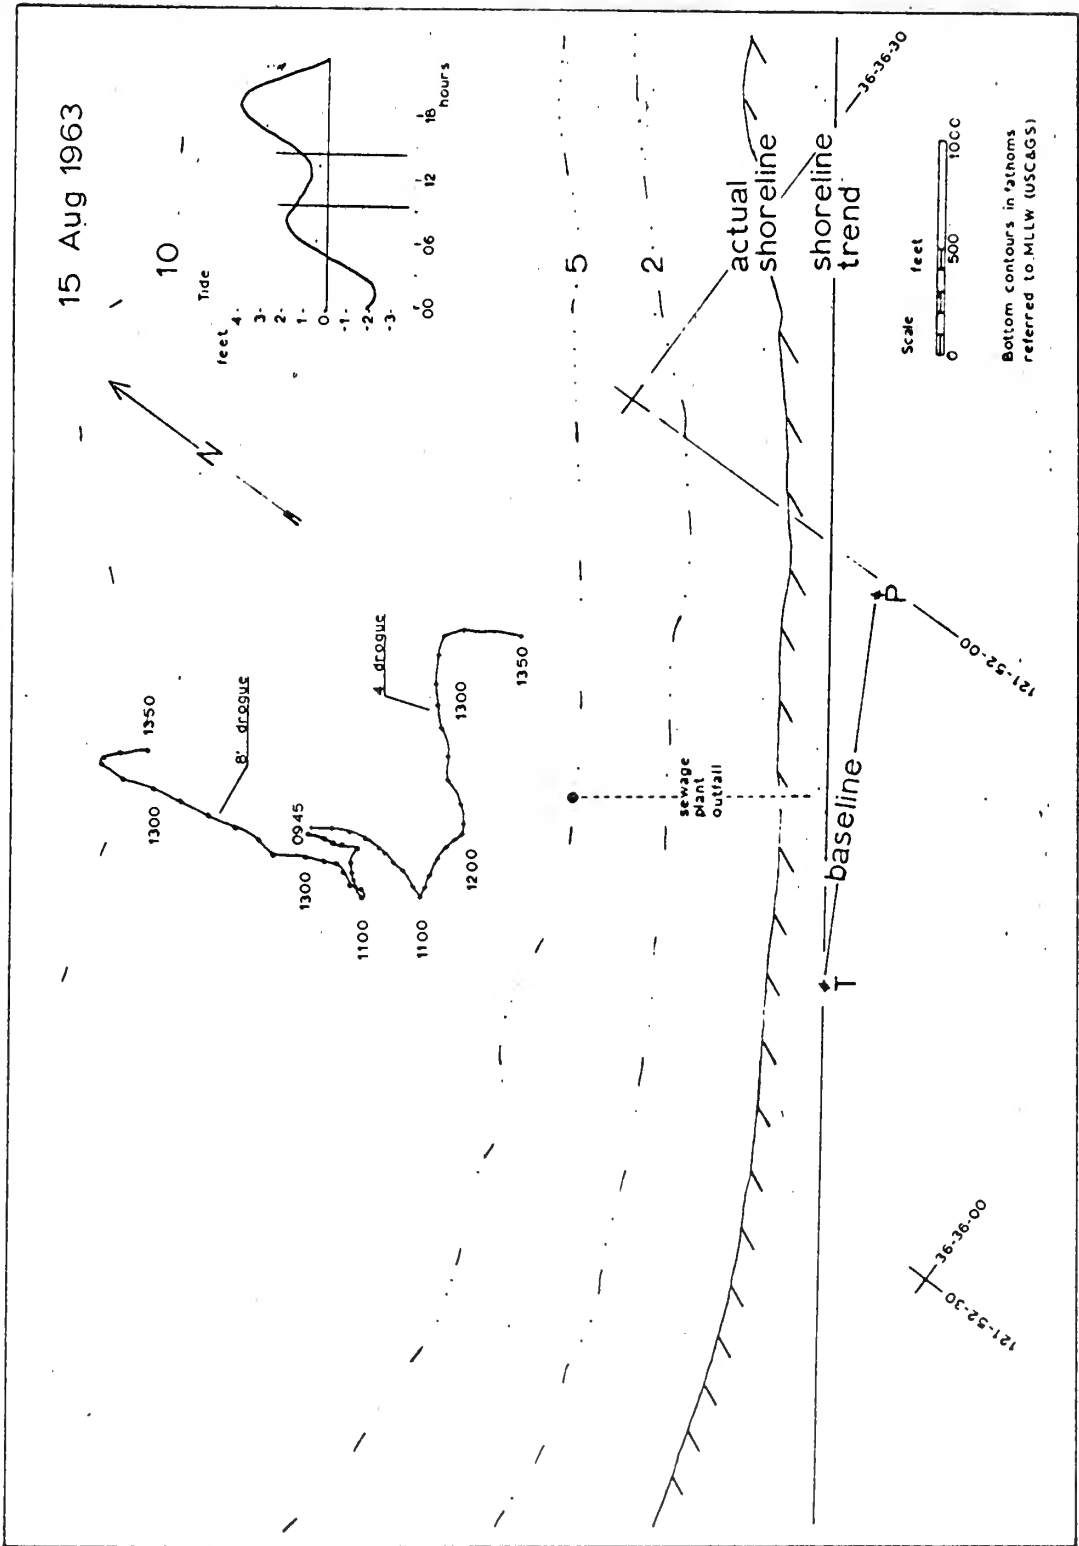 15 Aug 1963
10
Tide
feet
4-
3-
2-
1-
0-
-1-
-2-
-3-
00
06
12
18
hours
N
8' drogue
1350
1300
0945
1300
1100
4 drogue
1350
1300
1200
1100
5
2
actual
shoreline
shoreline
trend
36-36-30
sewage
plant
outfall
baseline
T
P
121-52-00
Scale feet
0 500 1000
Bottom contours in fathoms
referred to MLLW (USC&GS)
36-36-00
121-52-30